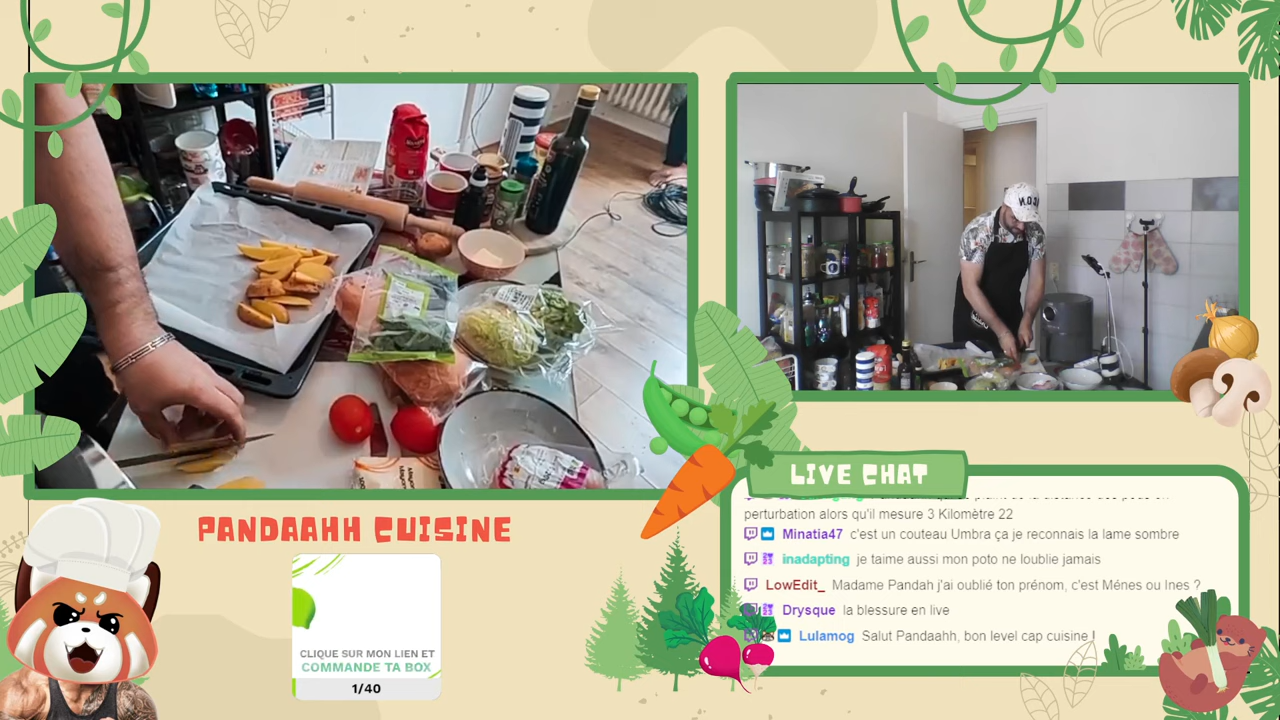 N.O.S
PANDAAHH CUISINE
CLIQUE SUR MON LIEN ET
COMMANDE TA BOX
1/40
LIVE CHAT
perturbation alors qu'il mesure 3 Kilomètre 22
Minatia47 c'est un couteau Umbra ça je reconnais la lame sombre
inadapting je taime aussi mon poto ne loublie jamais
LowEdit_ Madame Pandah j'ai oublié ton prénom, c'est Ménes ou Ines ?
Drysque la blessure en live
Lulamog Salut Pandaahh, bon level cap cuisine !